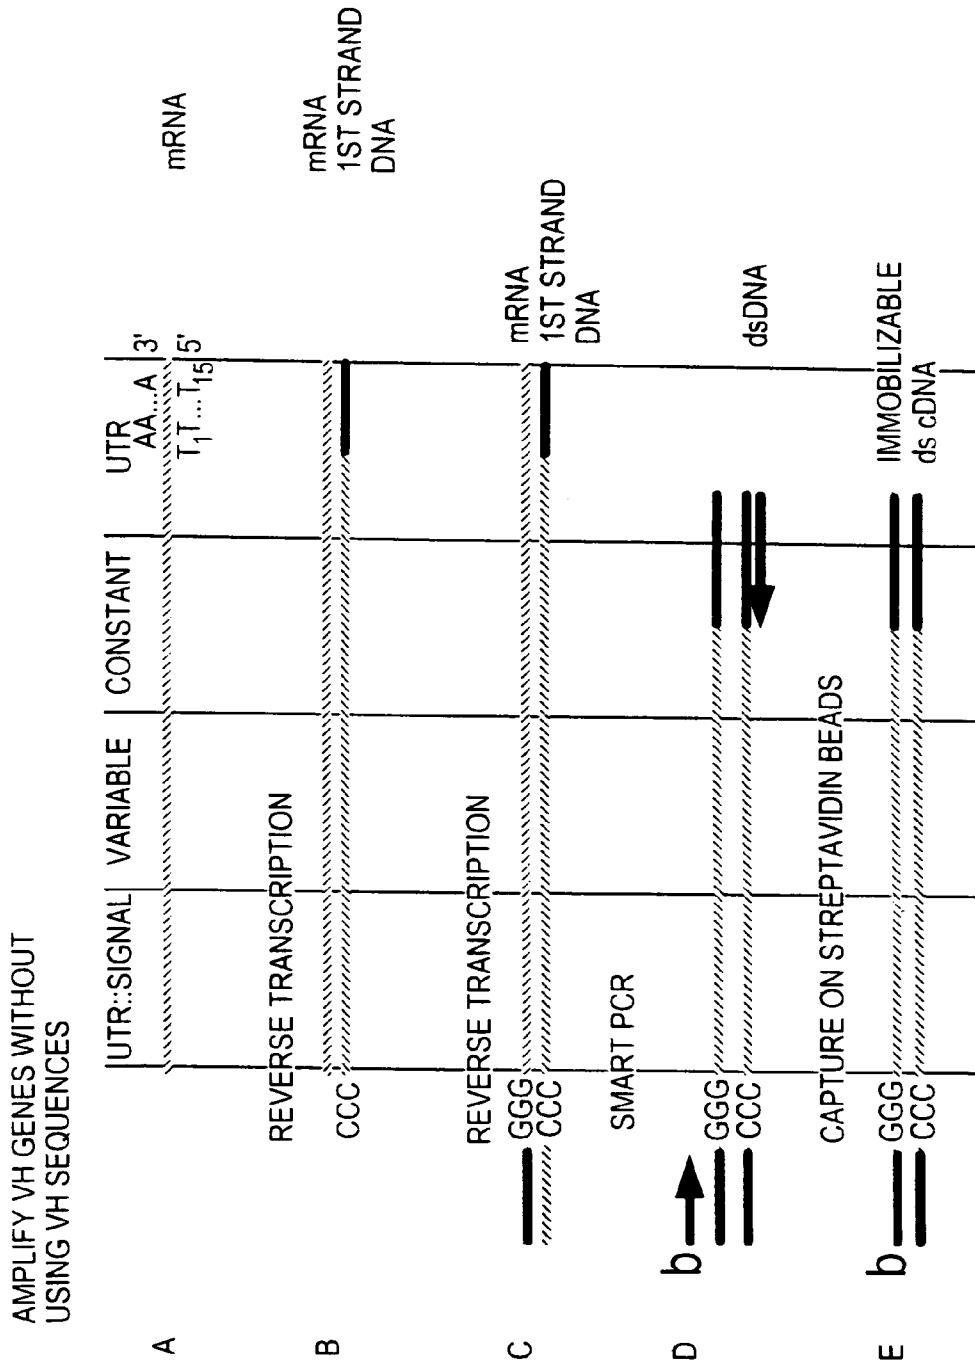 AMPLIFY VH GENES WITHOUT
USING VH SEQUENCES
UTR::SIGNAL VARIABLE CONSTANT UTR
AA...A 3'
A mRNA
T1T...T15 5'
REVERSE TRANSCRIPTION
B mRNA
CCC 1ST STRAND
DNA
REVERSE TRANSCRIPTION
C GGG mRNA
CCC 1ST STRAND
DNA
SMART PCR
D b
GGG
CCC dsDNA
CAPTURE ON STREPTAVIDIN BEADS
E b GGG IMMOBILIZABLE
CCC ds cDNA